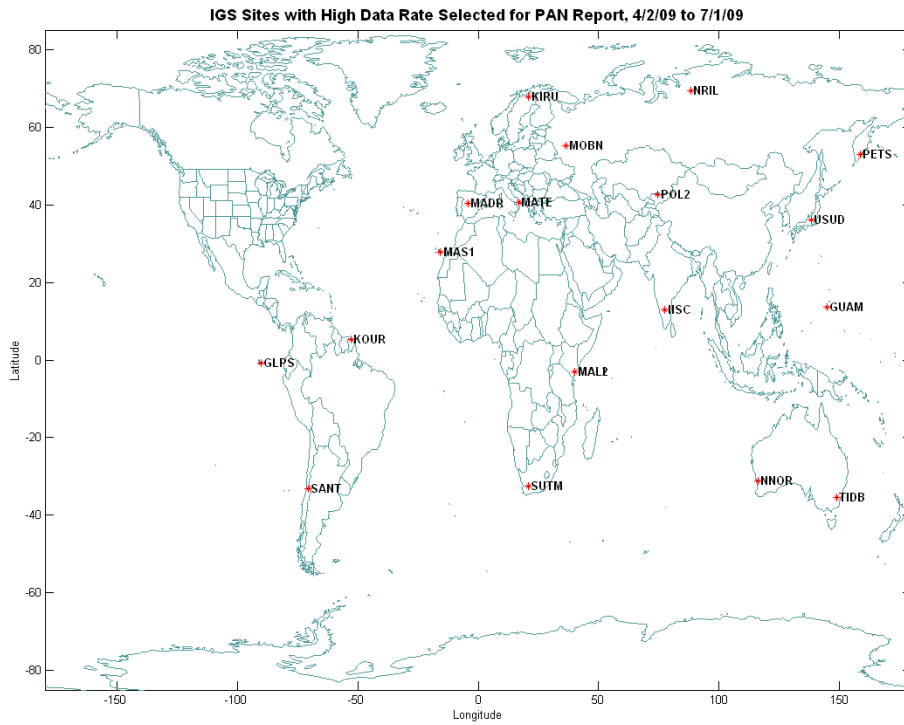 IGS Sites with High Data Rate Selected for PAN Report, 4/2/09 to 7/1/09
80
60
40
20
0
-20
-40
-60
-80
Latitude
KIRU
NRIL
MOBN
PETS
POL2
MADR
MATE
USUD
MAS1
IISC
GUAM
KOUR
GLPS
SANT
SUTM
NNOR
TIDB
-150
-100
-50
0
50
100
150
Longitude